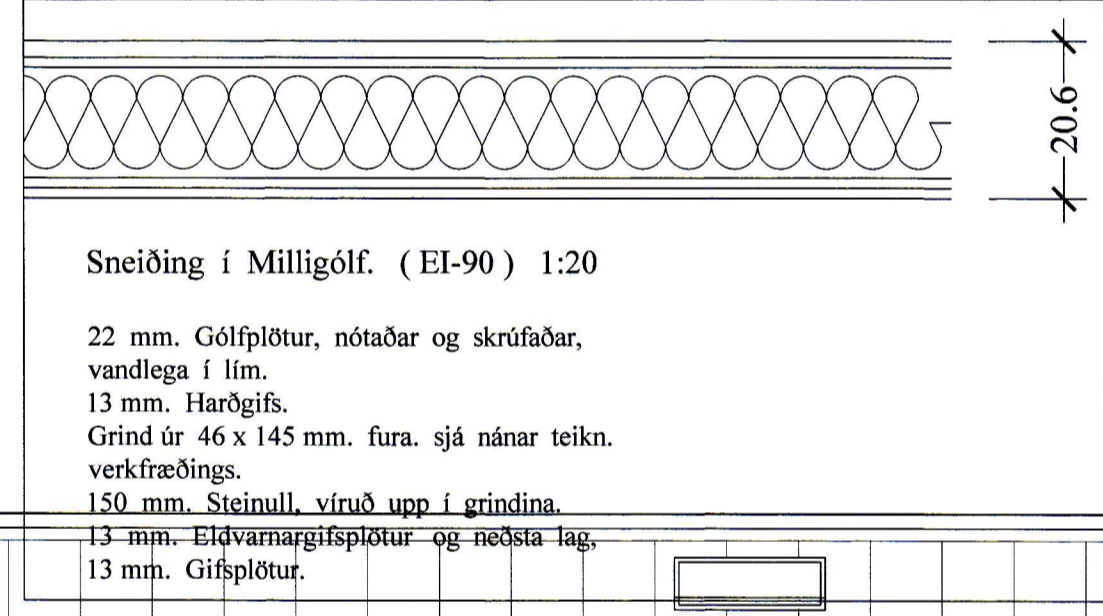 20.6
Sneiðing í Milligólf. ( EI-90 ) 1:20
22 mm. Gólfplötur, nótaðar og skrúfaðar,
vandlega í lím.
13 mm. Harðgifs.
Grind úr 46 x 145 mm. fura. sjá nánar teikn.
verkfræðings.
150 mm. Steinull, víruð upp í grindina.
13 mm. Eldvarnargifsplötur og neðsta lag,
13 mm. Gifsplötur.